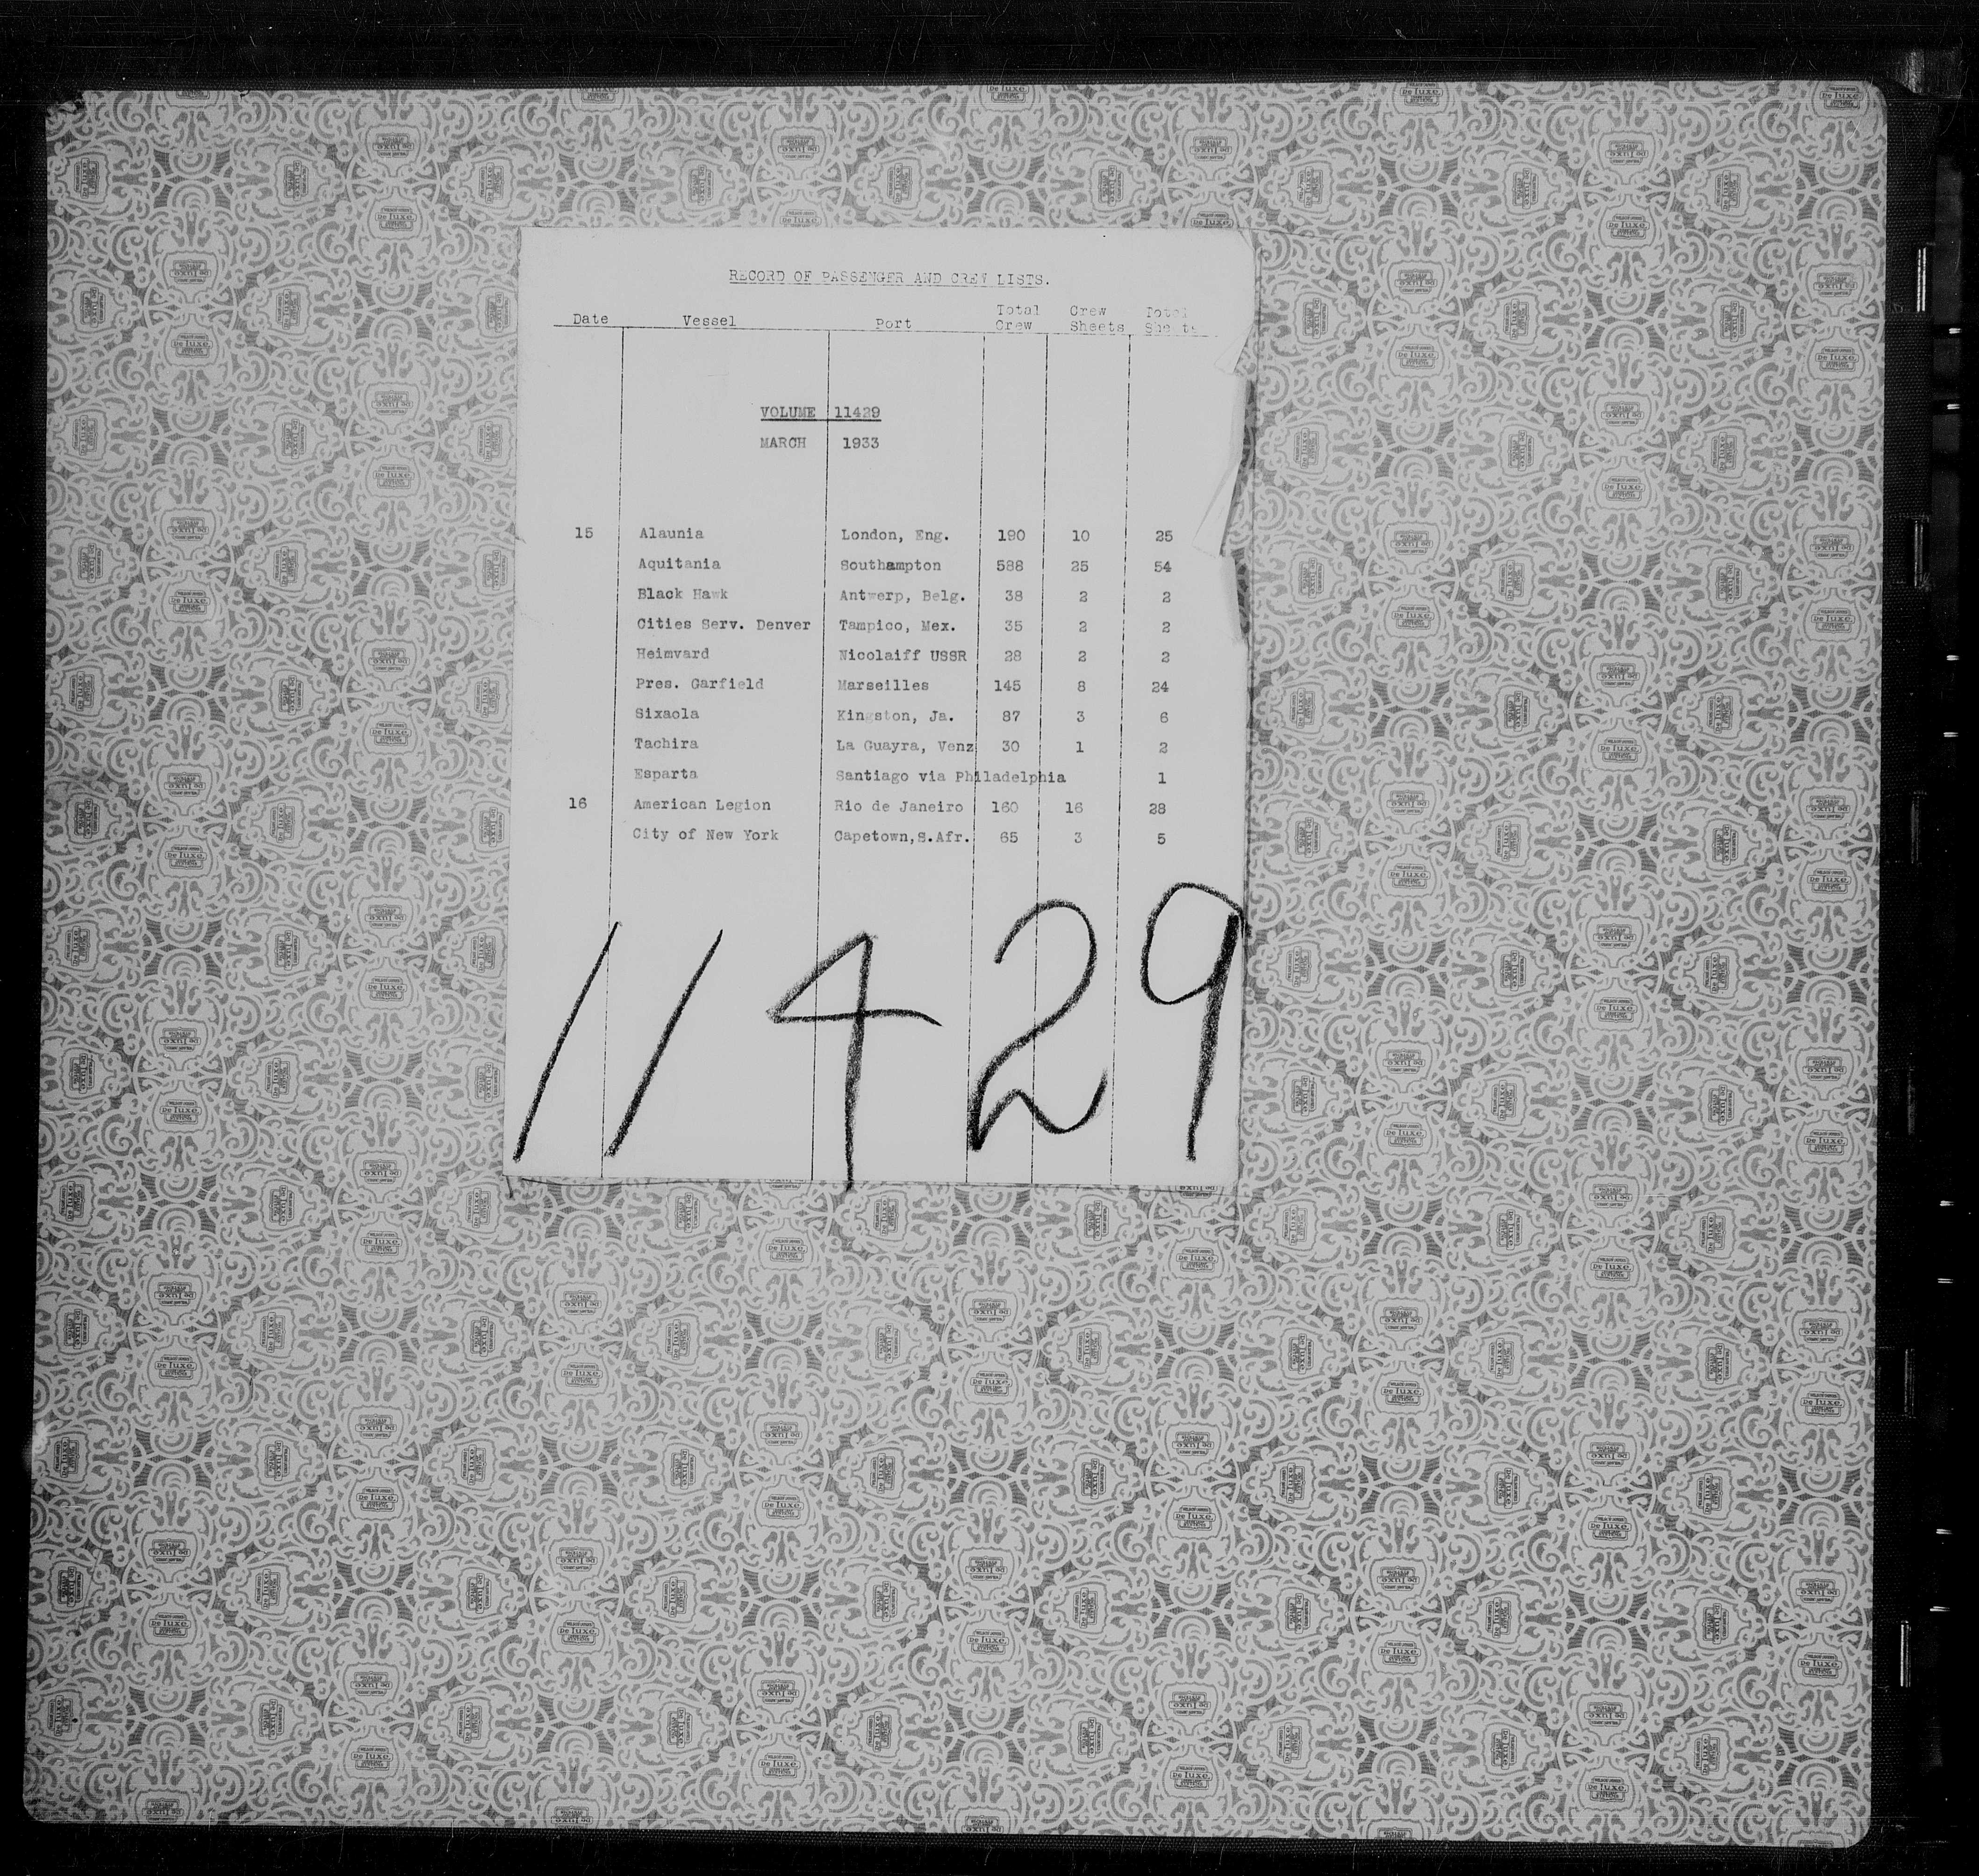 RECORD OF PASSENGER AND CREW LISTS.
Date Vessel Port Total Crew Crew Sheets Total Sheets
VOLUME 11429
MARCH 1933
15 Alaunia London, Eng. 190 10 25
Aquitania Southampton 588 25 54
Black Hawk Antwerp, Belg. 38 2 2
Cities Serv. Denver Tampico, Mex. 35 2 2
Heimvard Nicolaiff USSR 28 2 2
Pres. Garfield Marseilles 145 8 24
Sixaola Kingston, Ja. 87 3 6
Tachira La Guayra, Venz 30 1 2
Esparta Santiago via Philadelphia 1
16 American Legion Rio de Janeiro 160 16 28
City of New York Capetown,S.Afr. 65 3 5
11429
De Luxe